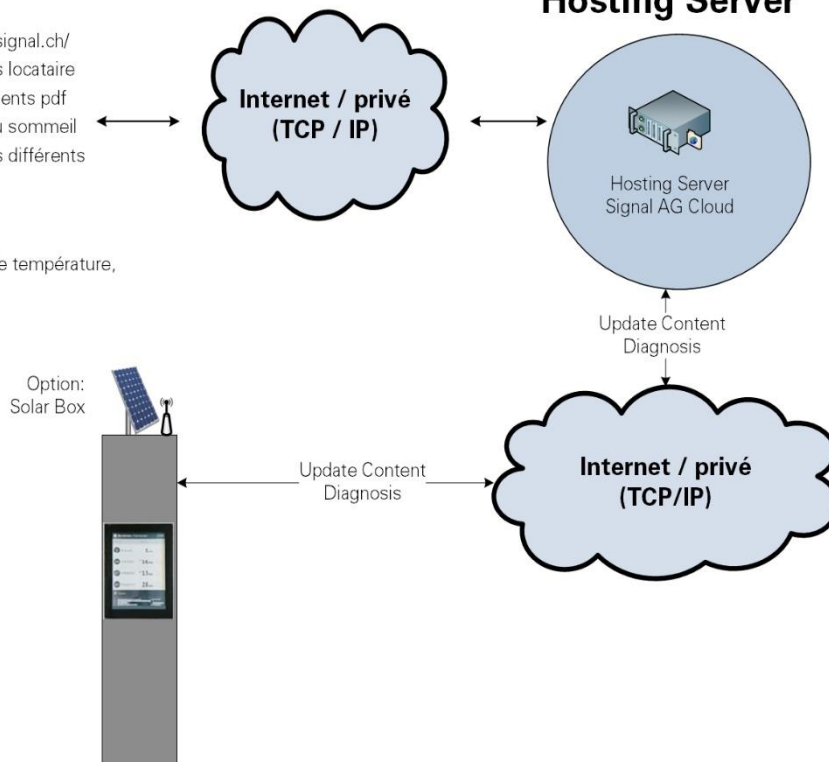 Hosting Server
signal.ch/
s locataire
ents pdf
u sommeil
s différents
e température,
Internet / privé
(TCP / IP)
Hosting Server
Signal AG Cloud
Update Content
Diagnosis
Option:
Solar Box
Update Content
Diagnosis
Internet / privé
(TCP/IP)